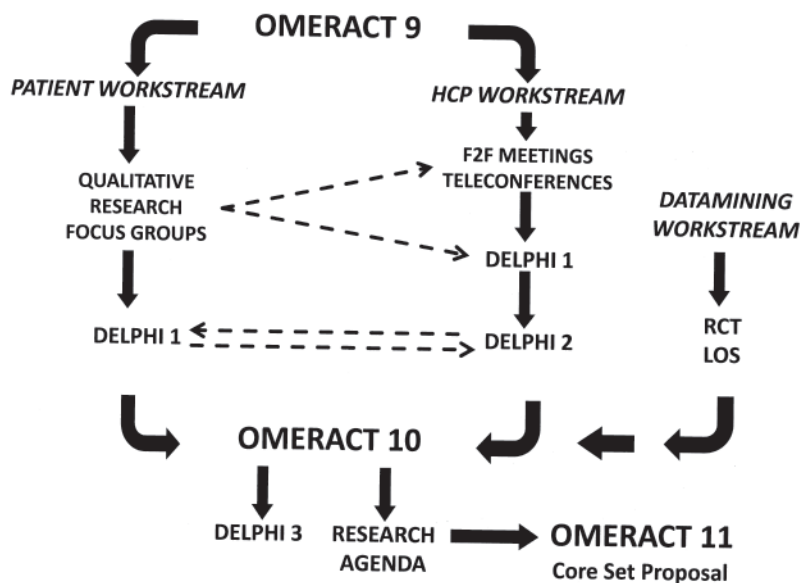 OMERACT 9
PATIENT WORKSTREAM
HCP WORKSTREAM
QUALITATIVE
RESEARCH
FOCUS GROUPS
F2F MEETINGS
TELECONFERENCES
DATAMINING
WORKSTREAM
DELPHI 1
DELPHI 1
DELPHI 2
RCT
LOS
OMERACT 10
DELPHI 3
RESEARCH
AGENDA
OMERACT 11
Core Set Proposal